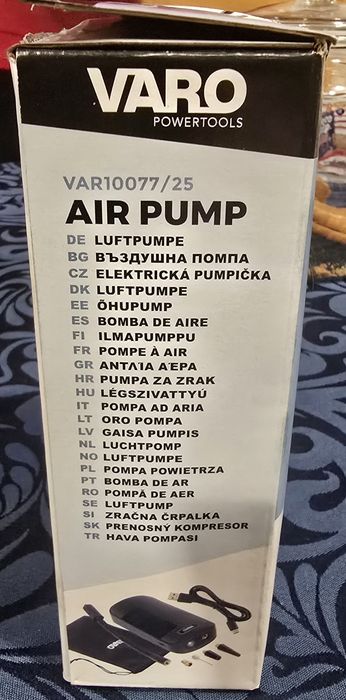 VARO
POWERTOOLS
VAR10077/25
AIR PUMP
DE LUFTPUMPE
BG ВЪЗДУШНА ПОМПА
CZ ELEKTRICKÁ PUMPIČKA
DK LUFTPUMPE
EE ÕHUPUMP
ES BOMBA DE AIRE
FI ILMAPUMPPU
FR POMPE À AIR
GR ΑΝΤΛΊΑ ΑΈΡΑ
HR PUMPA ZA ZRAK
HU LÉGSZIVATTYÚ
IT POMPA AD ARIA
LT ORO POMPA
LV GAISA PUMPIS
NL LUCHTPOMP
NO LUFTPUMPE
PL POMPA POWIETRZA
PT BOMBA DE AR
RO POMPĂ DE AER
SE LUFTPUMP
SI ZRAČNA ČRPALKA
SK PRENOSNÝ KOMPRESOR
TR HAVA POMPASI
VARO